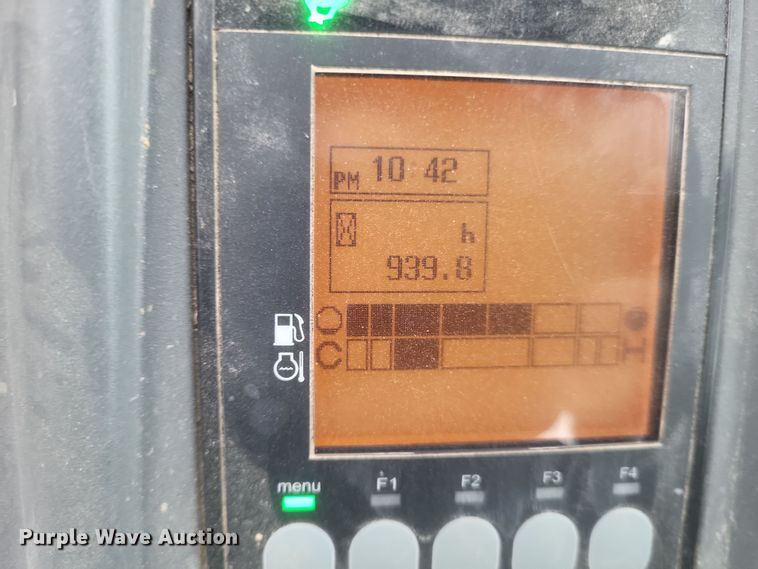 PM 10 42
h
939.8
C H
menu F1 F2 F3 F4
Purple Wave Auction